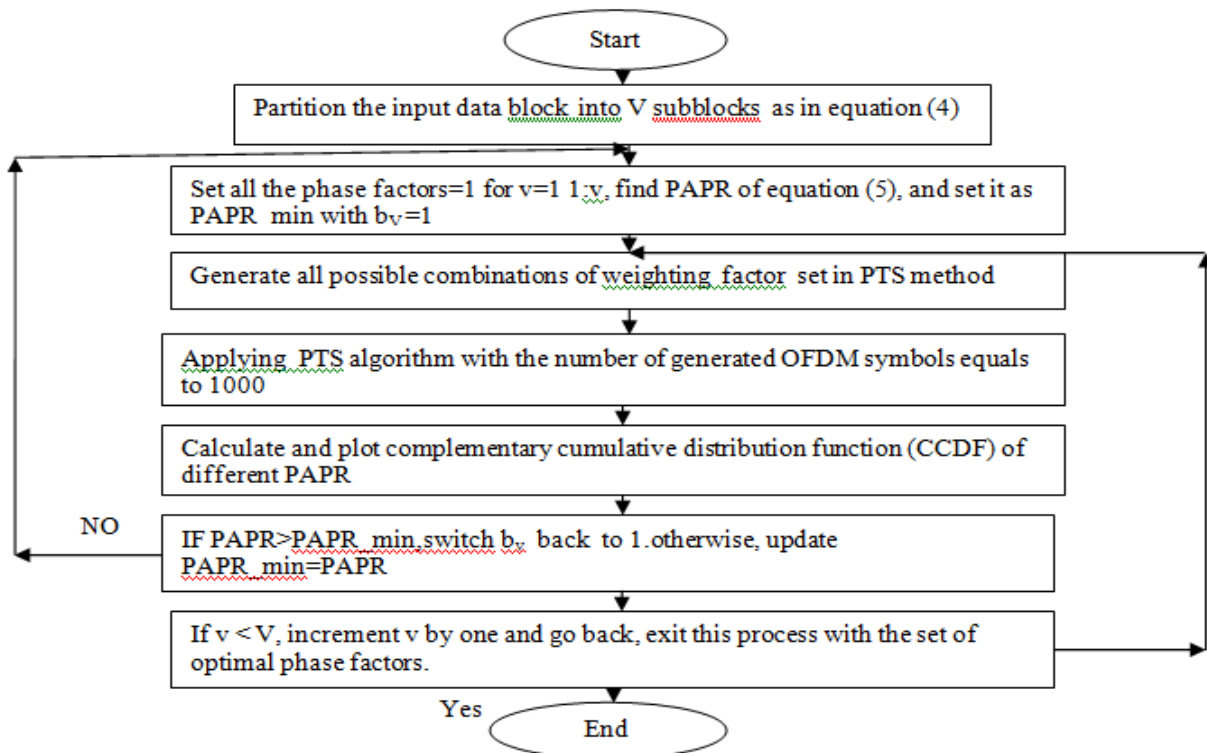 Start
Partition the input data block into V subblocks as in equation (4)
Set all the phase factors=1 for v=1 1:v, find PAPR of equation (5), and set it as
PAPR_min with bV=1
Generate all possible combinations of weighting factor set in PTS method
Applying PTS algorithm with the number of generated OFDM symbols equals
to 1000
Calculate and plot complementary cumulative distribution function (CCDF) of
different PAPR
NO
IF PAPR>PAPR_min,switch bv back to 1.otherwise, update
PAPR_min=PAPR
If v < V, increment v by one and go back, exit this process with the set of
optimal phase factors.
Yes
End